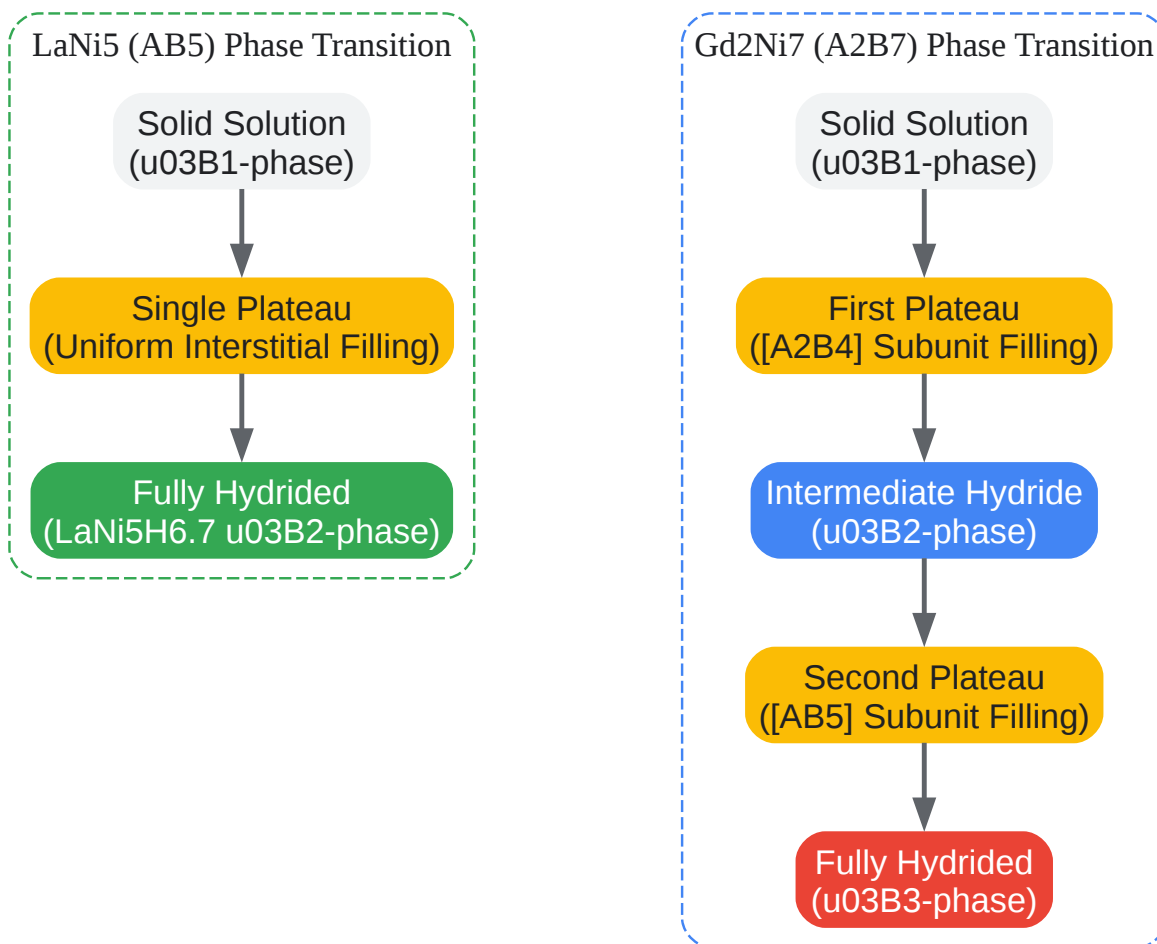 LaNi5 (AB5) Phase Transition
Solid Solution
(u03B1-phase)
Single Plateau
(Uniform Interstitial Filling)
Fully Hydrided
(LaNi5H6.7 u03B2-phase)
Gd2Ni7 (A2B7) Phase Transition
Solid Solution
(u03B1-phase)
First Plateau
([A2B4] Subunit Filling)
Intermediate Hydride
(u03B2-phase)
Second Plateau
([AB5] Subunit Filling)
Fully Hydrided
(u03B3-phase)